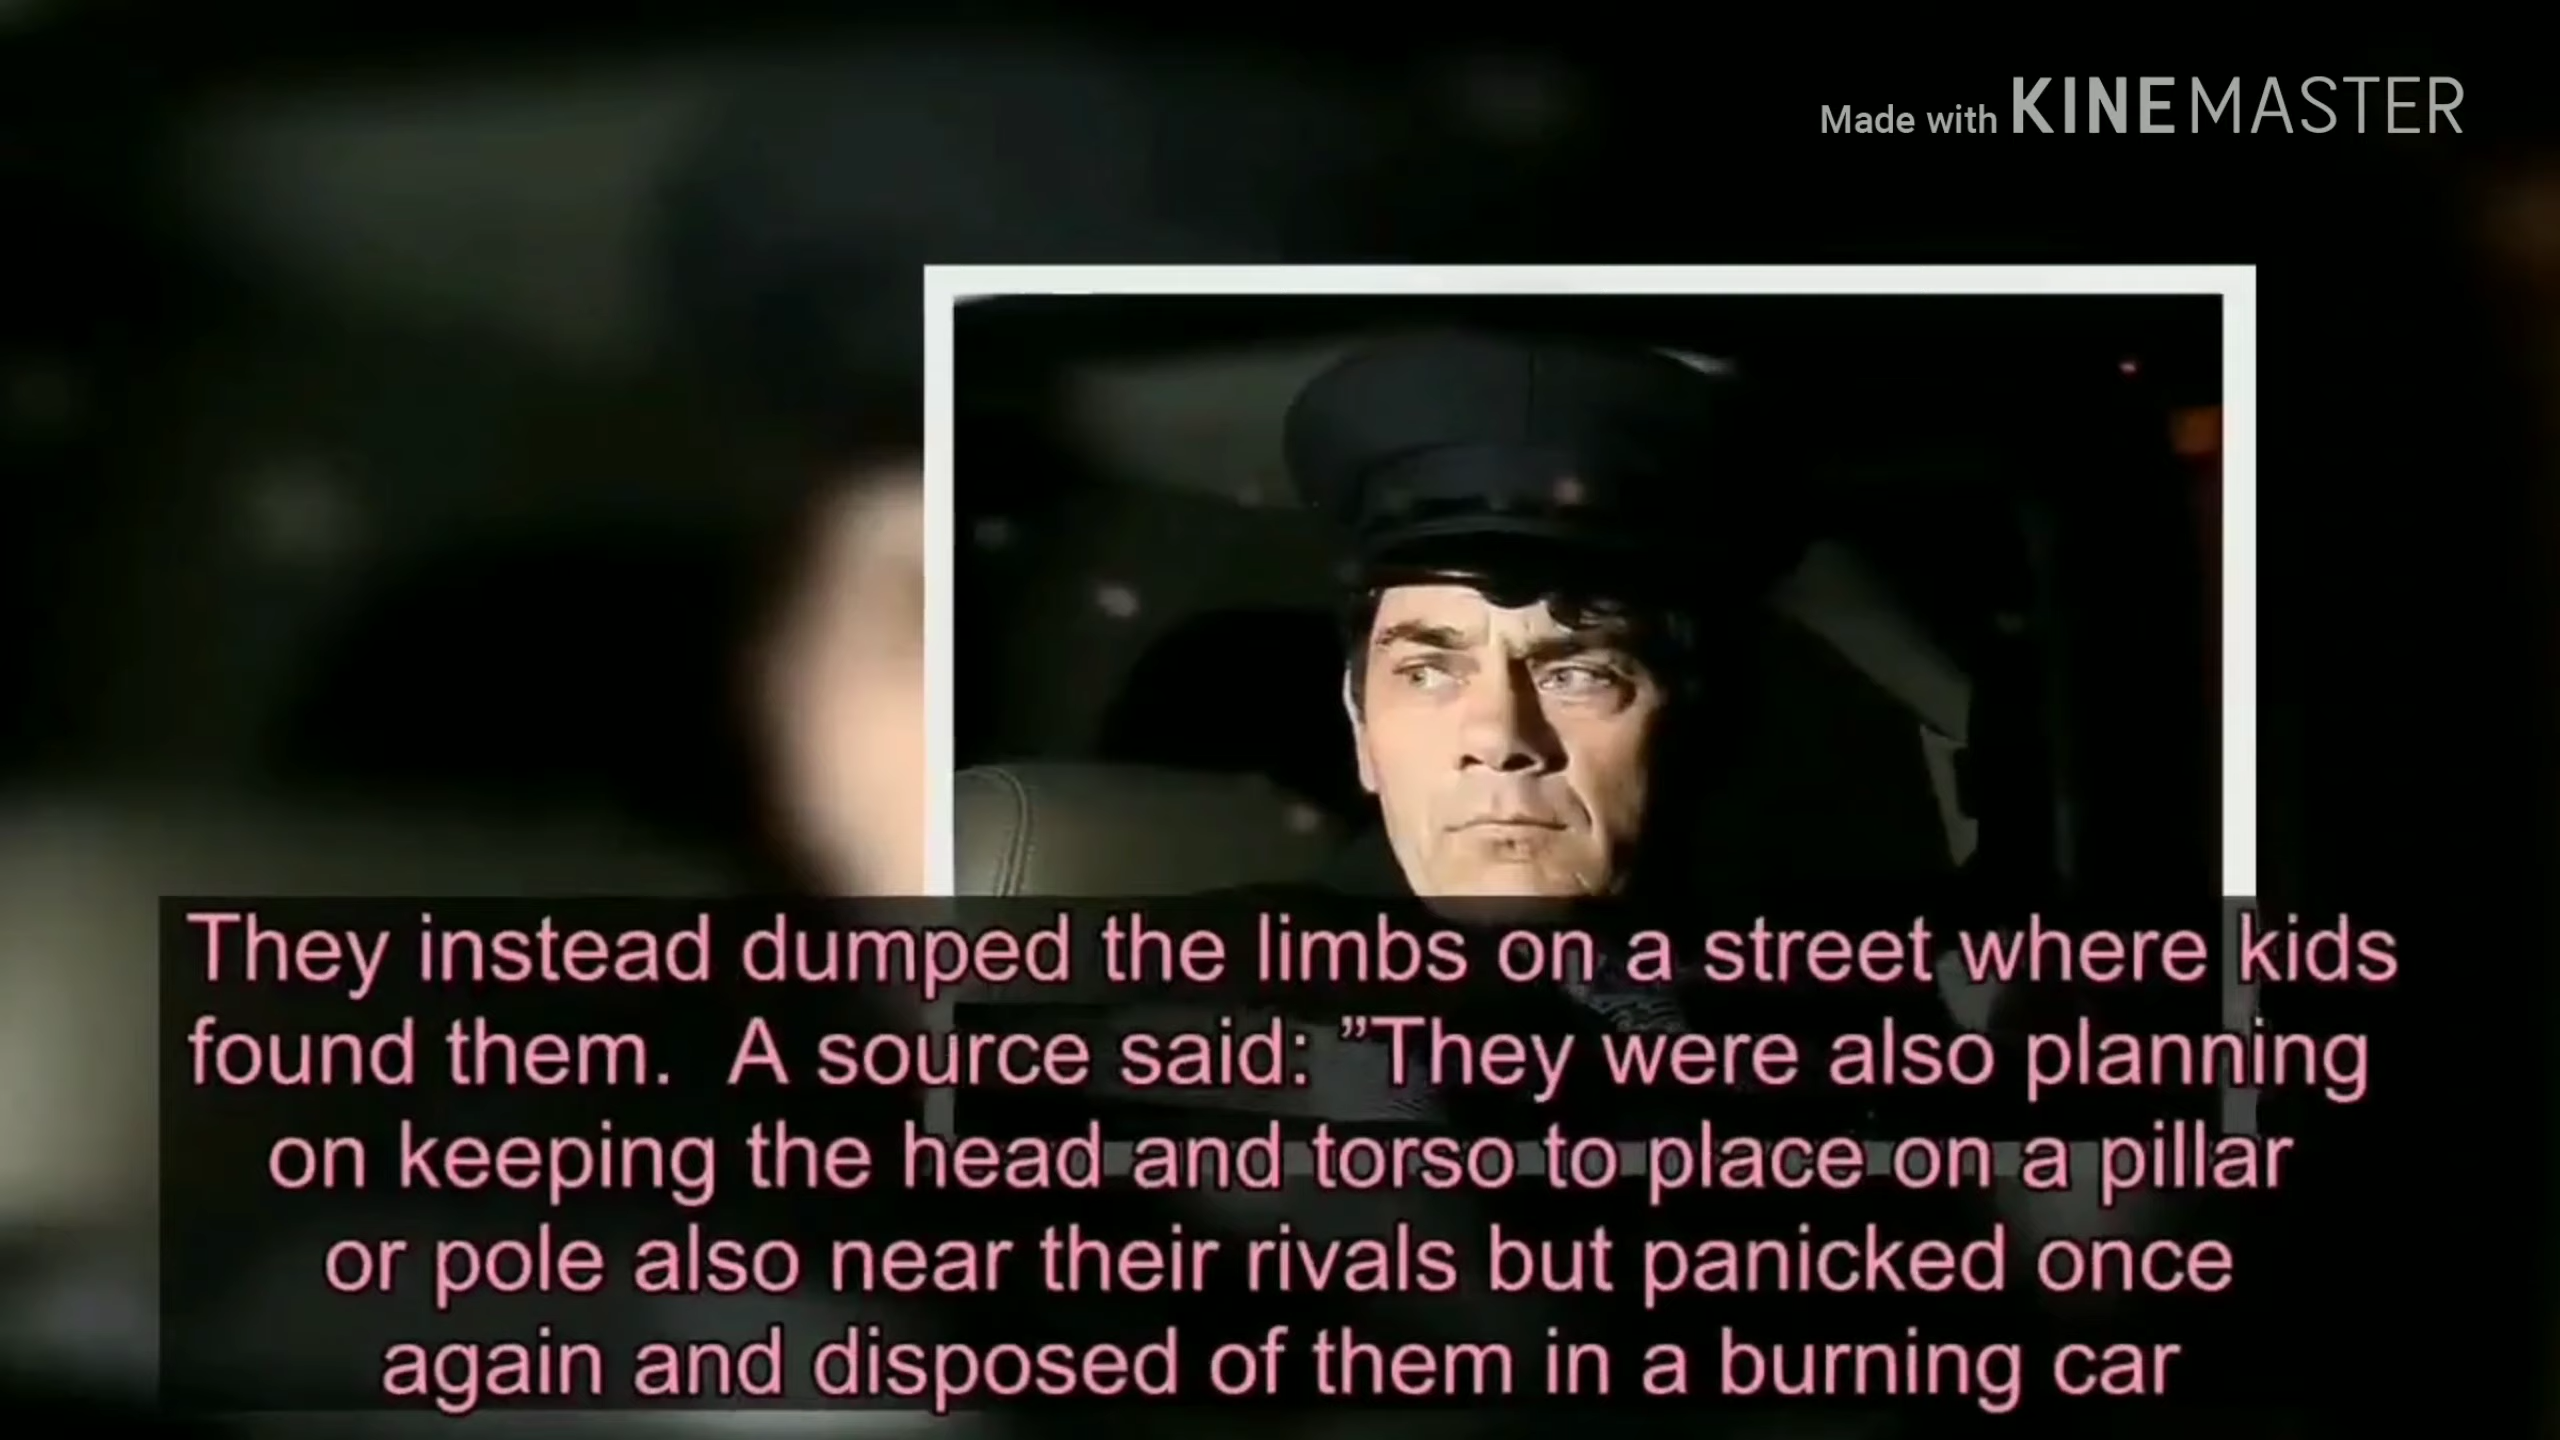 Made with KINEMASTER
They instead dumped the limbs on a street where kids
found them.  A source said: ”They were also planning
on keeping the head and torso to place on a pillar
or pole also near their rivals but panicked once
again and disposed of them in a burning car